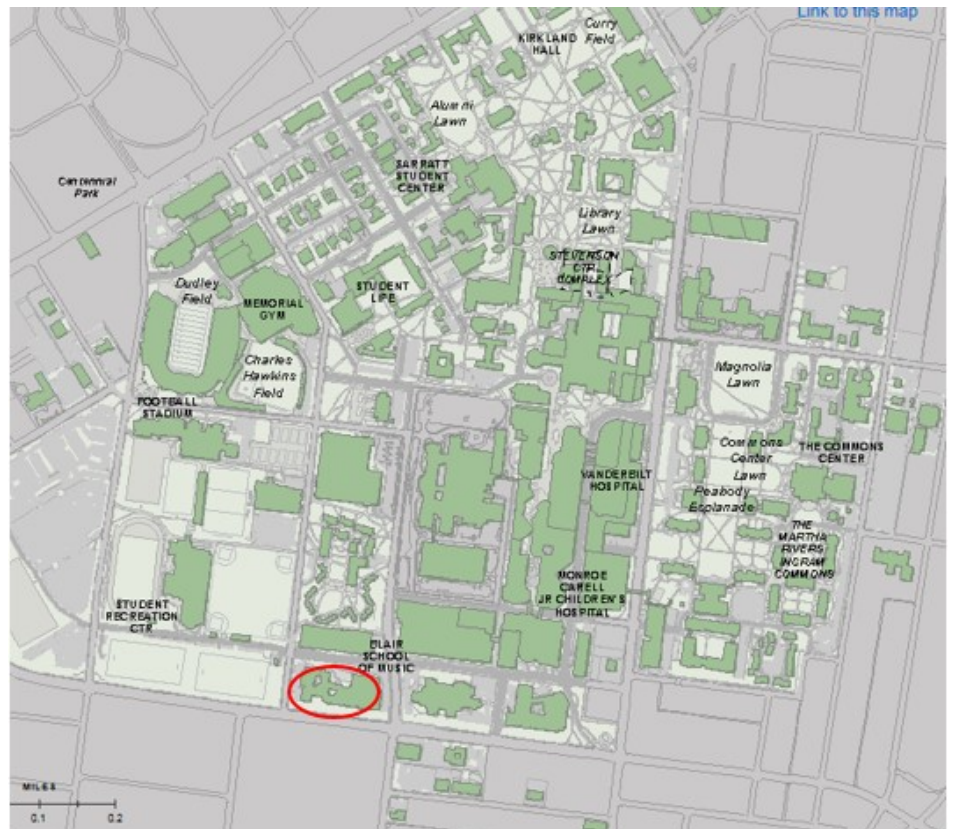 Link to this map
Curry
Field
KIRKLAND
HALL
Alumni
Lawn
Centennial
Park
SARRATT
STUDENT
CENTER
Library
Lawn
STEVENSON
CTR
COMPLEX
Dudley
Field
MEMORIAL
GYM
STUDENT
LIFE
Charles
Hawkins
Field
Magnolia
Lawn
FOOTBALL
STADIUM
Commons
Center
Lawn
THE COMMONS
CENTER
VANDERBILT
HOSPITAL
Peabody
Esplanade
THE
MARTHA
RIVERS
INGRAM
COMMONS
MONROE
CARELL
JR CHILDREN'S
HOSPITAL
STUDENT
RECREATION
CTR
BLAIR
SCHOOL
OF MUSIC
MILES
0.1 0.2